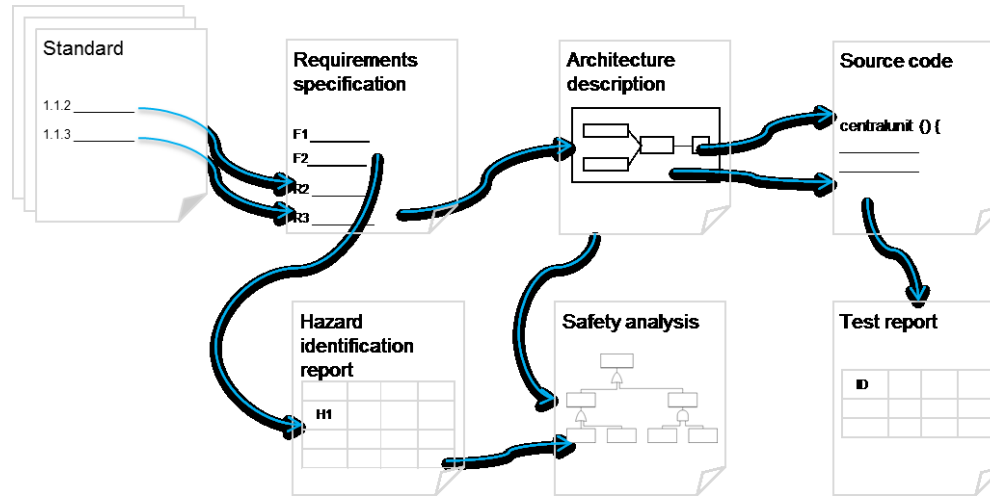 Standard
1.1.2
1.1.3
Requirements
specification
F1
F2
R2
R3
Architecture
description
Source code
centralunit () {
Hazard
identification
report
H1
Safety analysis
Test report
ID